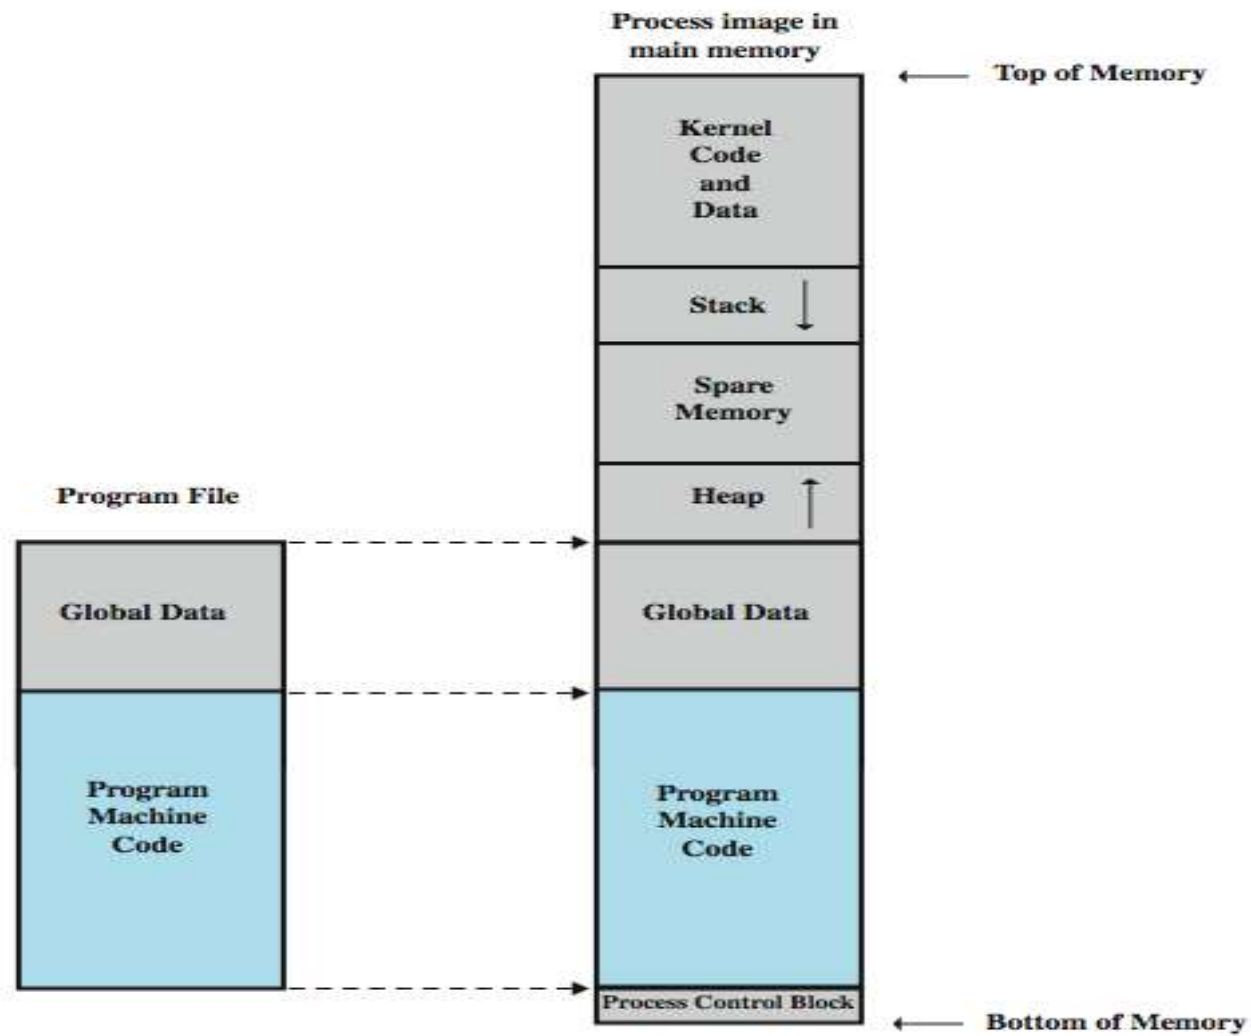 Process image in
main memory
Top of Memory
Kernel
Code
and
Data
Stack
Spare
Memory
Heap
Program File
Global Data
Global Data
Program
Machine
Code
Program
Machine
Code
Process Control Block
Bottom of Memory